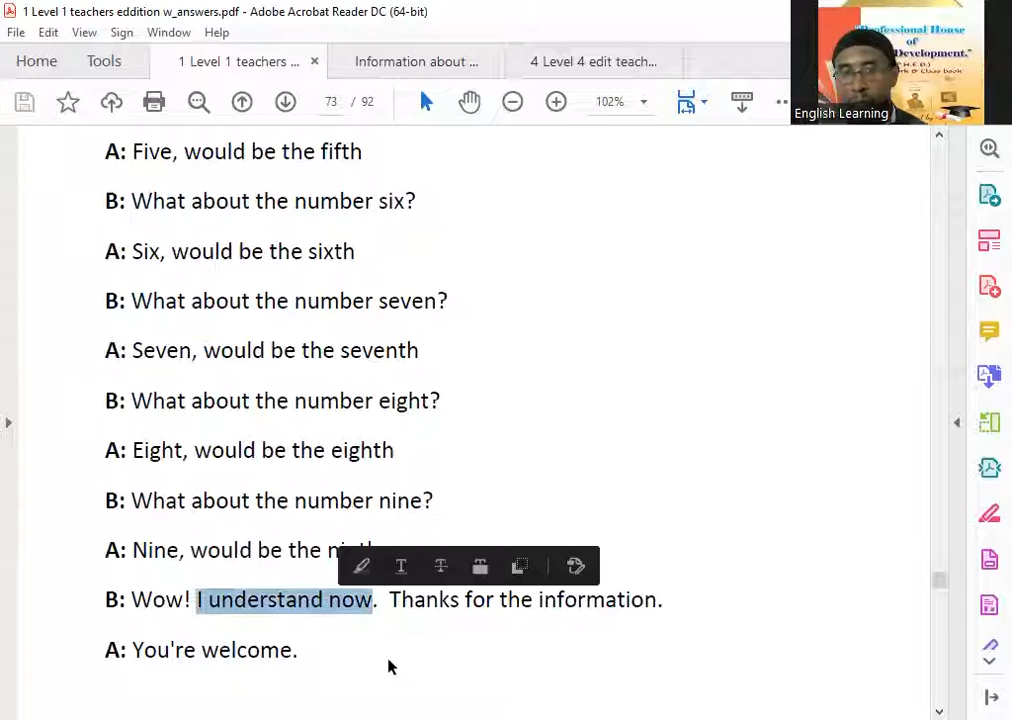 1 Level 1 teachers eddition w_answers.pdf - Adobe Acrobat Reader DC (64-bit)
File Edit View Sign Window Help
Home Tools 1 Level 1 teachers ... × Information about ... 4 Level 4 edit teach...
73 / 92 102%
"Professional House
of
Development."
English Learning
A: Five, would be the fifth
B: What about the number six?
A: Six, would be the sixth
B: What about the number seven?
A: Seven, would be the seventh
B: What about the number eight?
A: Eight, would be the eighth
B: What about the number nine?
A: Nine, would be the
B: Wow! I understand now. Thanks for the information.
A: You're welcome.